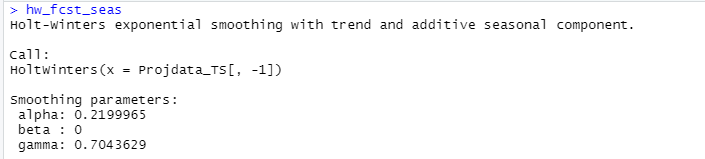 > hw_fcst_seas
Holt-Winters exponential smoothing with trend and additive seasonal component.
Call:
HoltWinters(x = Projdata_TS[, -1])
Smoothing parameters:
alpha: 0.2199965
beta : 0
gamma: 0.7043629